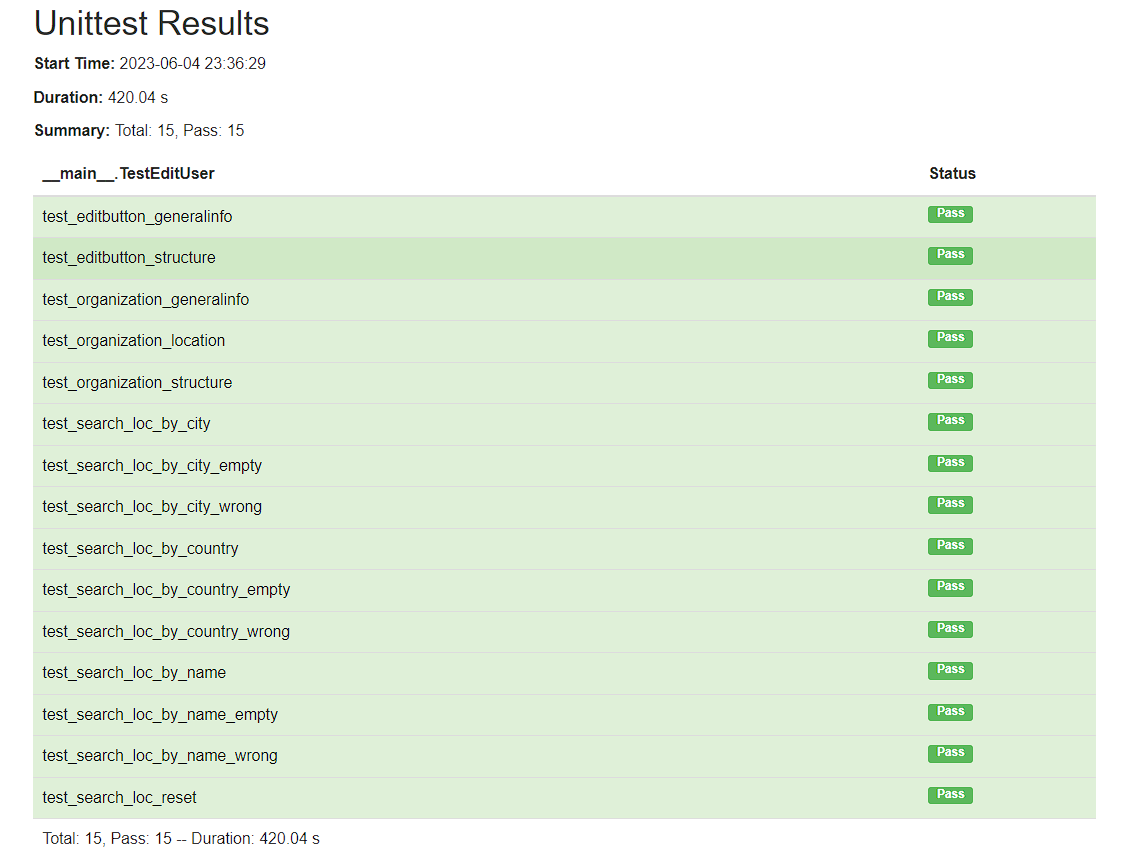 Unittest Results
Start Time: 2023-06-04 23:36:29
Duration: 420.04 s
Summary: Total: 15, Pass: 15
__main__.TestEditUser Status
test_editbutton_generalinfo Pass
test_editbutton_structure Pass
test_organization_generalinfo Pass
test_organization_location Pass
test_organization_structure Pass
test_search_loc_by_city Pass
test_search_loc_by_city_empty Pass
test_search_loc_by_city_wrong Pass
test_search_loc_by_country Pass
test_search_loc_by_country_empty Pass
test_search_loc_by_country_wrong Pass
test_search_loc_by_name Pass
test_search_loc_by_name_empty Pass
test_search_loc_by_name_wrong Pass
test_search_loc_reset Pass
Total: 15, Pass: 15 -- Duration: 420.04 s